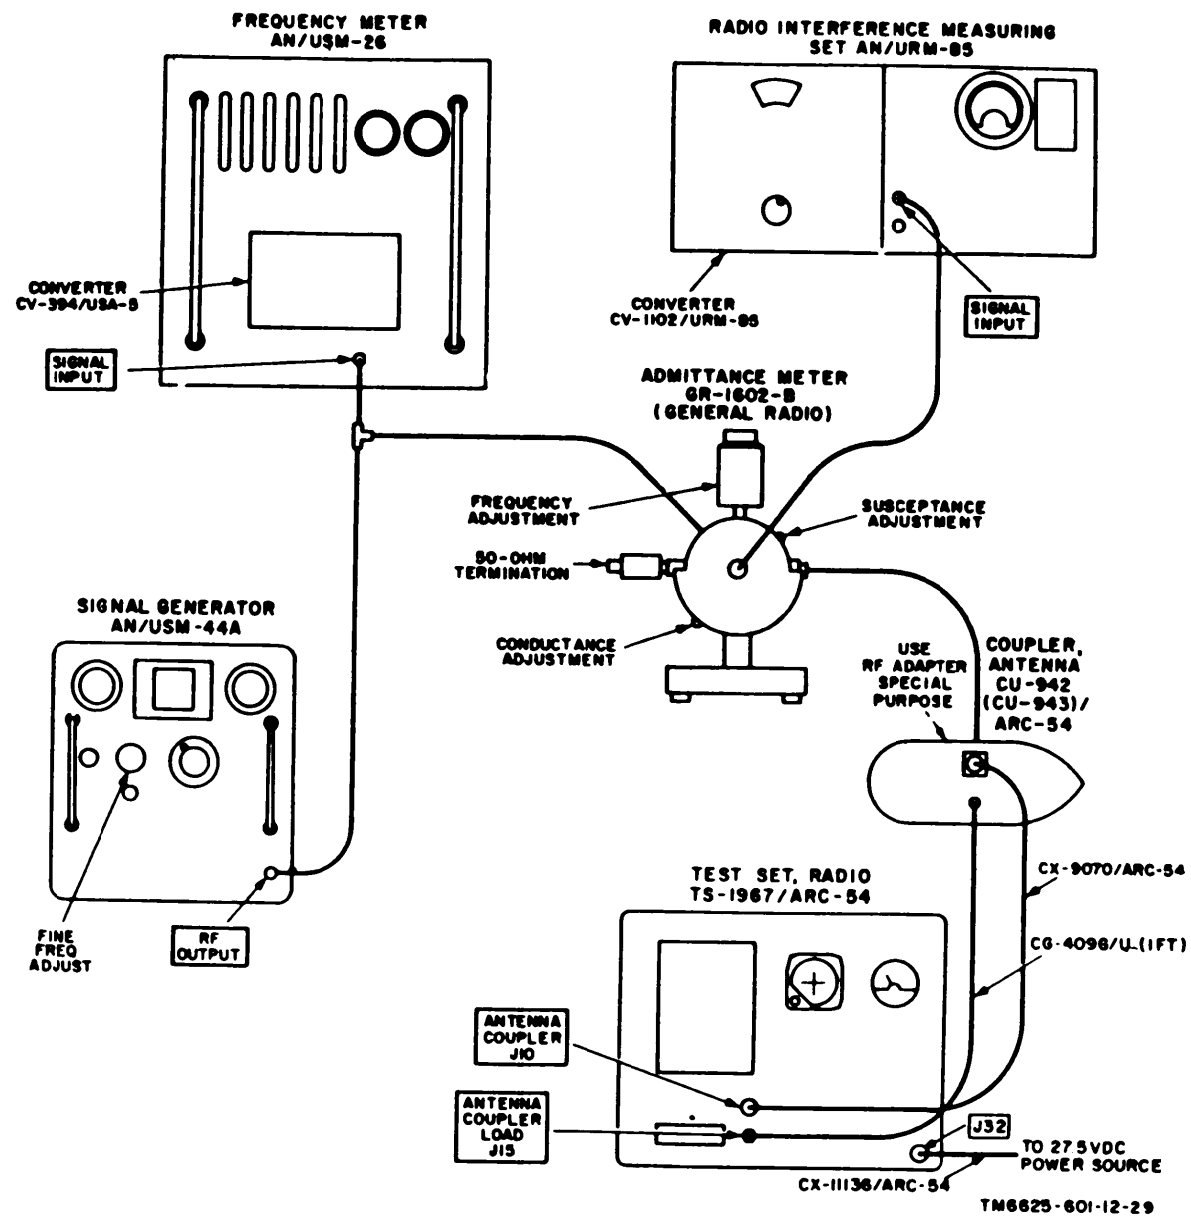 FREQUENCY METER
AN/USM-26
RADIO INTERFERENCE MEASURING
SET AN/URM-85
CONVERTER
CV-394/USA-5
SIGNAL
INPUT
CONVERTER
CV-1102/URM-85
SIGNAL
INPUT
ADMITTANCE METER
GR-1602-B
(GENERAL RADIO)
FREQUENCY
ADJUSTMENT
SUSCEPTANCE
ADJUSTMENT
50-OHM
TERMINATION
CONDUCTANCE
ADJUSTMENT
SIGNAL GENERATOR
AN/USM-44A
USE
RF ADAPTER
SPECIAL
PURPOSE
COUPLER,
ANTENNA
CU-942
(CU-943)/
ARC-54
FINE
FREQ
ADJUST
RF
OUTPUT
TEST SET, RADIO
TS-1967/ARC-54
CX-9070/ARC-54
CG-409G/U-(1FT)
ANTENNA
COUPLER
J10
ANTENNA
COUPLER
LOAD
J15
J32
TO 27.5VDC
POWER SOURCE
CX-11136/ARC-54
TM6625-601-12-29